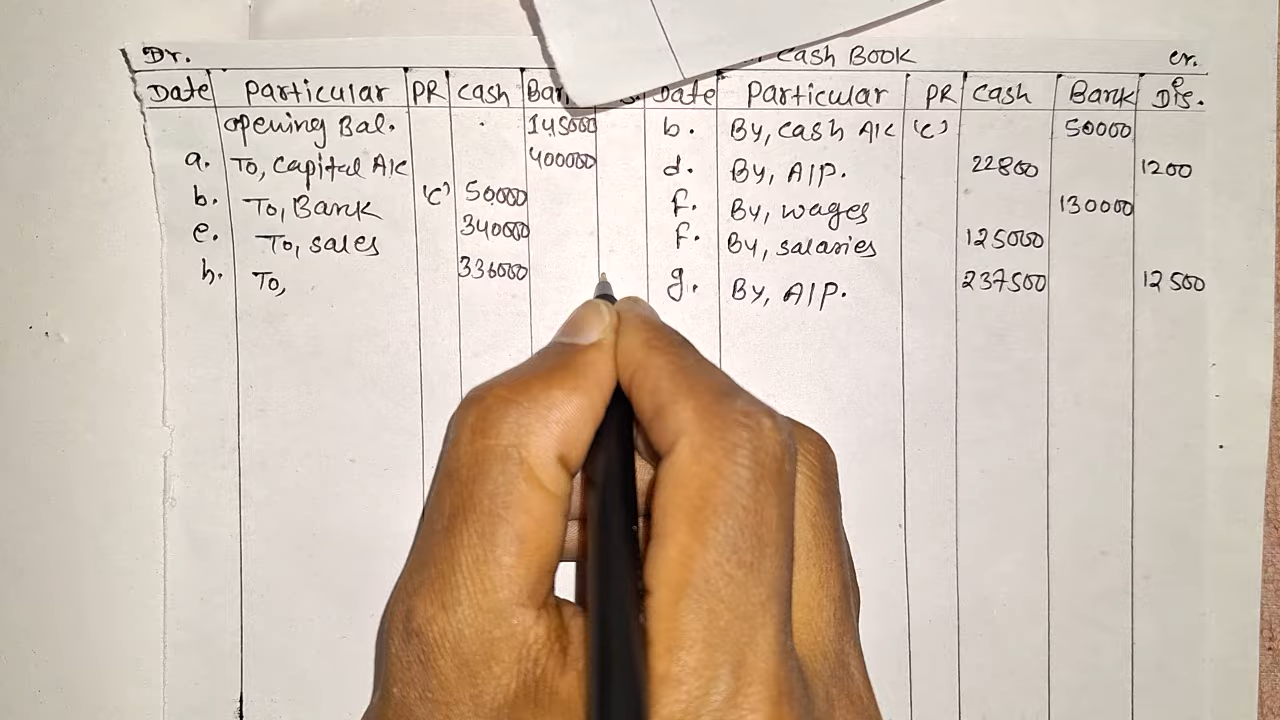 Dr. Cash BOOK cr.
Date Particular PR cash Ban Date Particular PR Cash Bank Dis.
opening Bal. 145000 b. By, Cash A/C 'C' 50000
a. To, Capital A/C 400000 d. By, A/P. 22800 1200
b. To, Bank 'C' 50000 f. By, wages 130000
e. To, sales 340000 f. By, salaries 125000
h. To, 336000 g. By, A/P. 237500 12500